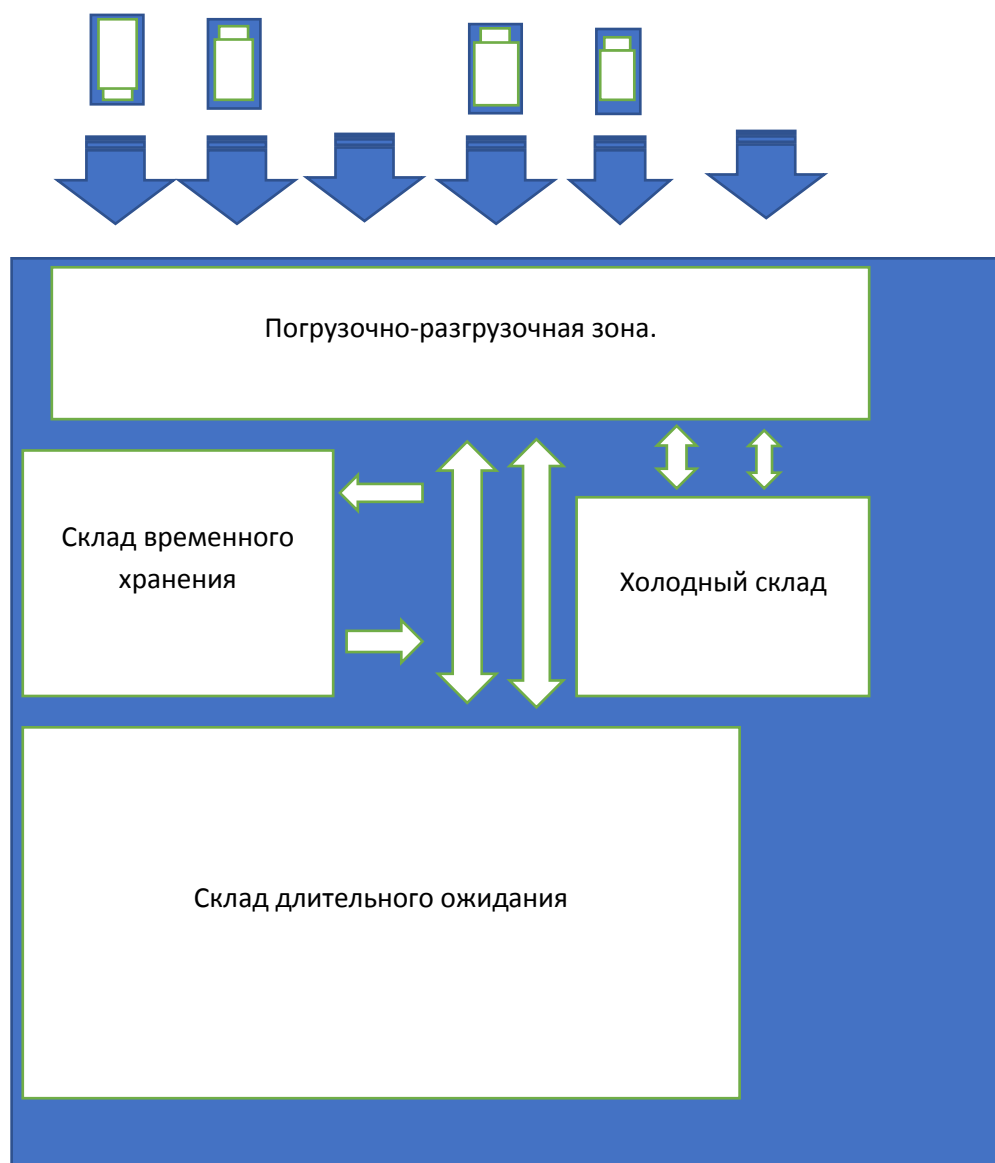 Погрузочно-разгрузочная зона.
Склад временного
хранения
Холодный склад
Склад длительного ожидания